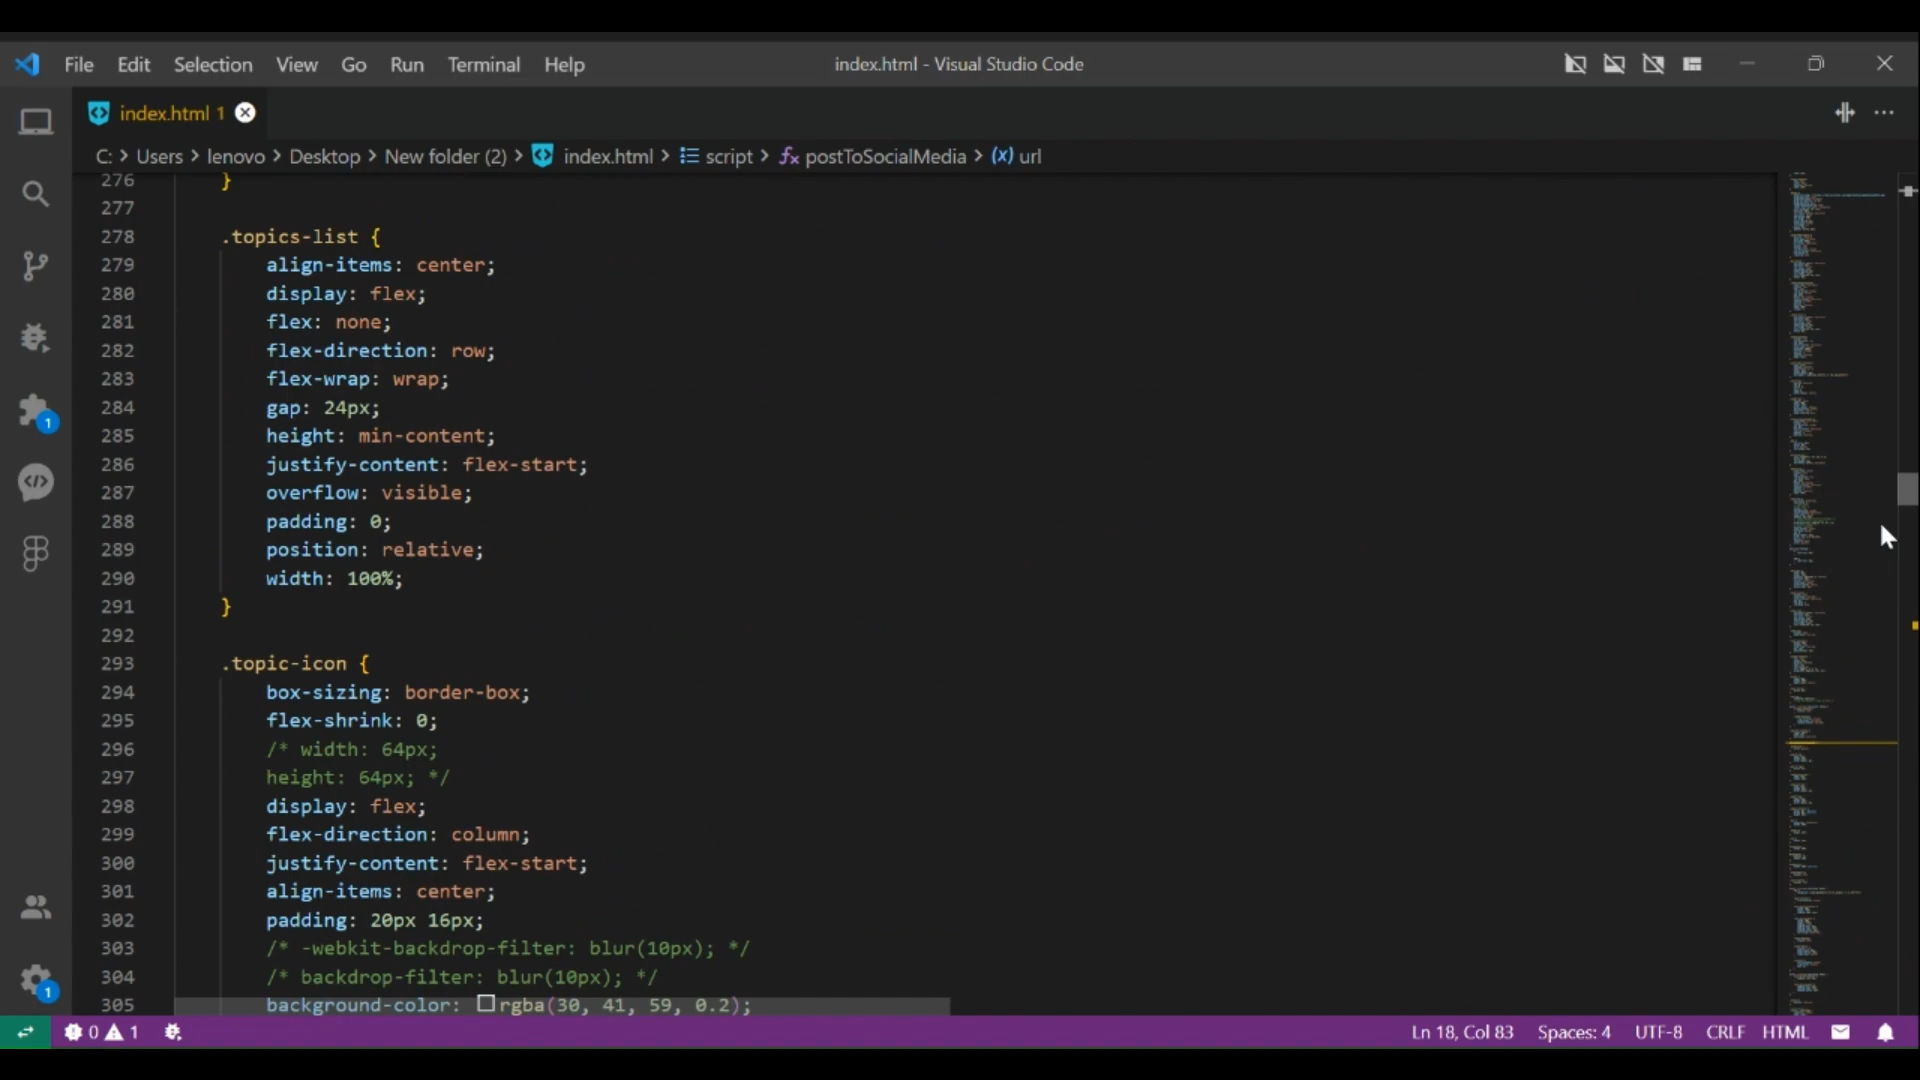 File Edit Selection View Go Run Terminal Help index.html - Visual Studio Code
index.html 1
C: > Users > lenovo > Desktop > New folder (2) > index.html > script > postToSocialMedia > url
276 }
277
278 .topics-list {
279 align-items: center;
280 display: flex;
281 flex: none;
282 flex-direction: row;
283 flex-wrap: wrap;
284 gap: 24px;
285 height: min-content;
286 justify-content: flex-start;
287 overflow: visible;
288 padding: 0;
289 position: relative;
290 width: 100%;
291 }
292
293 .topic-icon {
294 box-sizing: border-box;
295 flex-shrink: 0;
296 /* width: 64px;
297 height: 64px; */
298 display: flex;
299 flex-direction: column;
300 justify-content: flex-start;
301 align-items: center;
302 padding: 20px 16px;
303 /* -webkit-backdrop-filter: blur(10px); */
304 /* backdrop-filter: blur(10px); */
305 background-color: rgba(30, 41, 59, 0.2);
1
1
0 1 Ln 18, Col 83 Spaces: 4 UTF-8 CRLF HTML